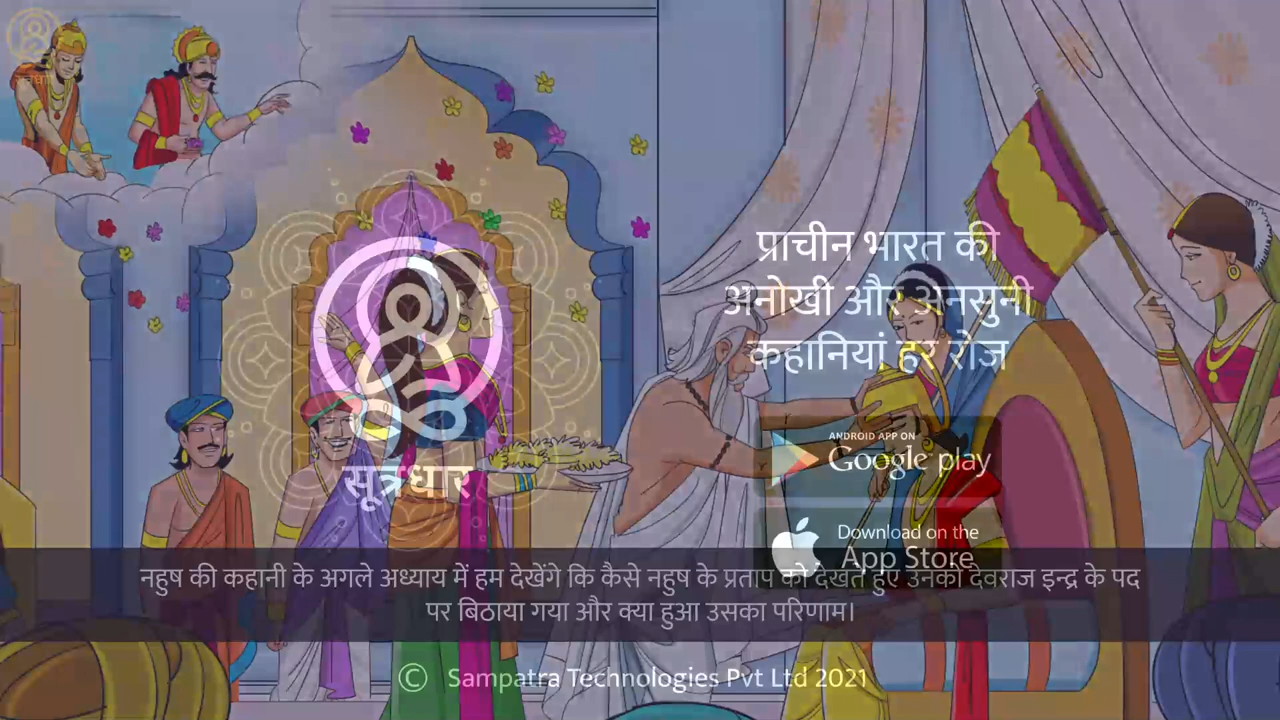 प्राचीन भारत की
अनोखी और अनसुनी
कहानियां हर रोज़
सूत्रधार
ANDROID APP ON
Google play
Download on the
App Store
नहुष की कहानी के अगले अध्याय में हम देखेंगे कि कैसे नहुष के प्रताप को देखते हुए उनको देवराज इन्द्र के पद
पर बिठाया गया और क्या हुआ उसका परिणाम।
© Sampatra Technologies Pvt Ltd 2021